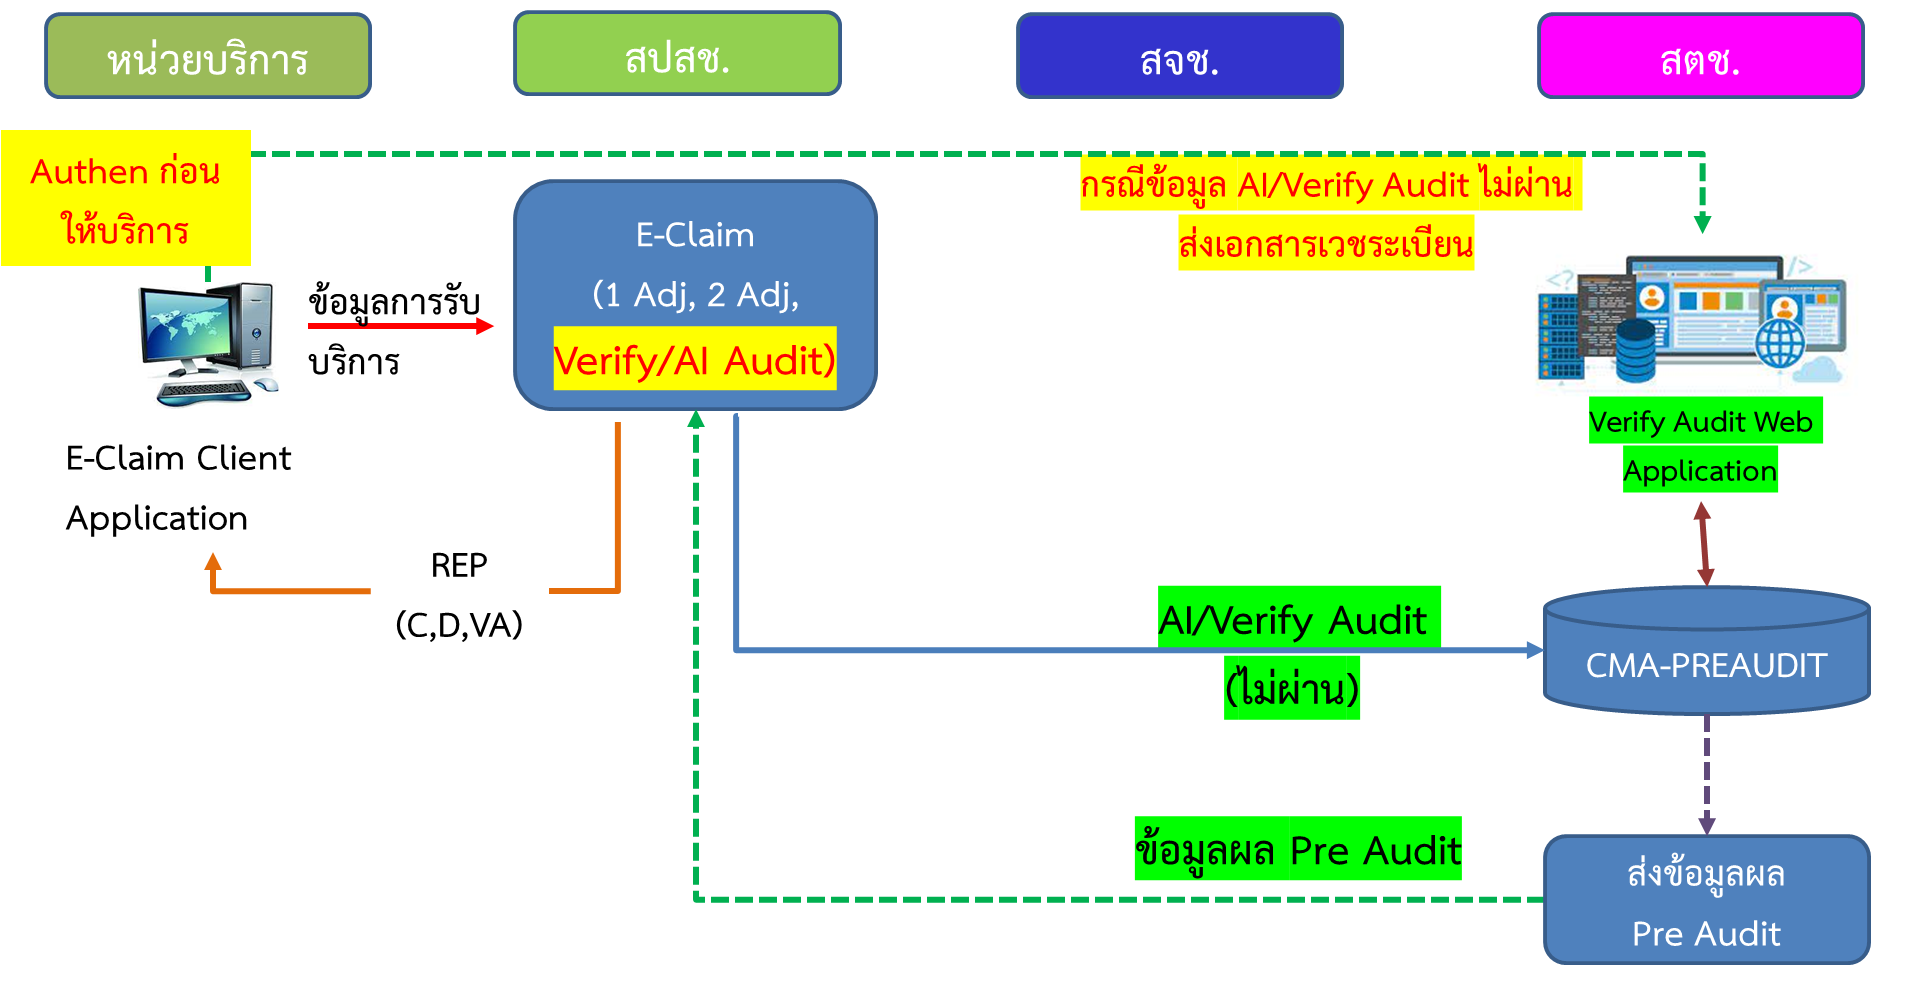 หน่วยบริการ
สปสช.
สจช.
สตช.
Authen ก่อน
ให้บริการ
กรณีข้อมูล AI/Verify Audit ไม่ผ่าน
ส่งเอกสารเวชระเบียน
E-Claim
(1 Adj, 2 Adj,
Verify/AI Audit)
ข้อมูลการรับ
บริการ
E-Claim Client
Application
Verify Audit Web
Application
REP
(C,D,VA)
AI/Verify Audit
(ไม่ผ่าน)
CMA-PREAUDIT
ข้อมูลผล Pre Audit
ส่งข้อมูลผล
Pre Audit